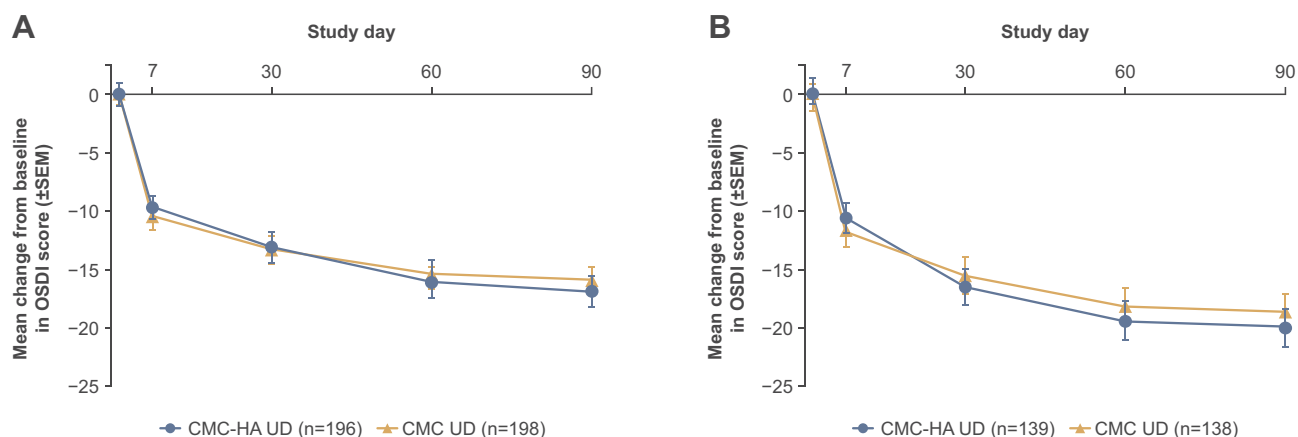 A
Study day
7 30 60 90
0
−5
−10
−15
−20
−25
Mean change from baseline
in OSDI score (±SEM)
CMC-HA UD (n=196) CMC UD (n=198)
B
Study day
7 30 60 90
0
−5
−10
−15
−20
−25
Mean change from baseline
in OSDI score (±SEM)
CMC-HA UD (n=139) CMC UD (n=138)